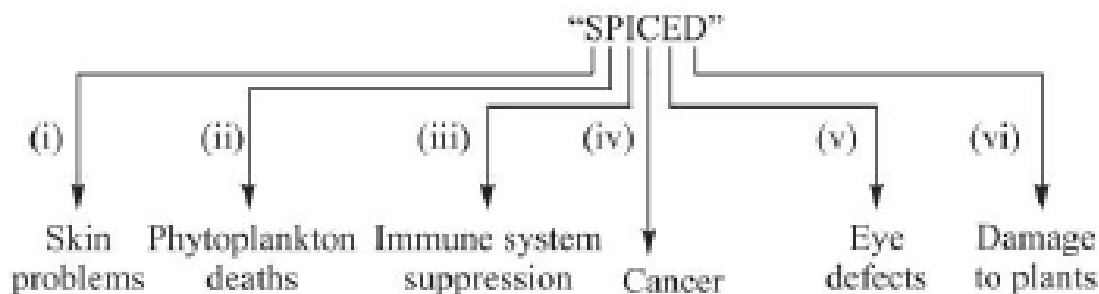 “SPICED”
(i) (ii) (iii) (iv) (v) (vi)
Skin Phytoplankton Immune system Eye Damage
problems deaths suppression Cancer defects to plants